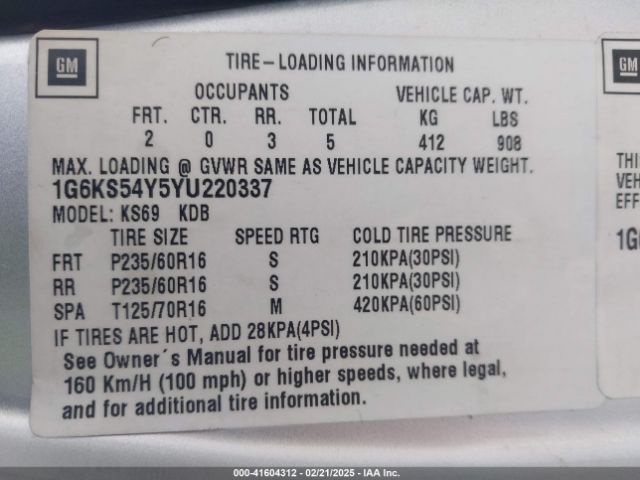 GM
TIRE-LOADING INFORMATION
OCCUPANTS VEHICLE CAP. WT.
FRT. CTR. RR. TOTAL KG LBS
2 0 3 5 412 908
MAX. LOADING @ GVWR SAME AS VEHICLE CAPACITY WEIGHT.
1G6KS54Y5YU220337
MODEL: KS69 KDB
TIRE SIZE SPEED RTG COLD TIRE PRESSURE
FRT P235/60R16 S 210KPA(30PSI)
RR P235/60R16 S 210KPA(30PSI)
SPA T125/70R16 M 420KPA(60PSI)
IF TIRES ARE HOT, ADD 28KPA(4PSI)
See Owner´s Manual for tire pressure needed at
160 Km/H (100 mph) or higher speeds, where legal,
and for additional tire information.
GM
THI
VEH
EFF
1G
000-41604312 - 02/21/2025 - IAA Inc.